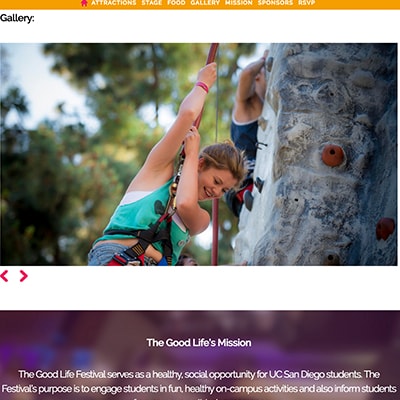 ATTRACTIONS STAGE FOOD GALLERY MISSION SPONSORS RSVP
Gallery:
The Good Life's Mission
The Good Life Festival serves as a healthy, social opportunity for UC San Diego students. The
Festival's purpose is to engage students in fun, healthy on-campus activities and also inform students